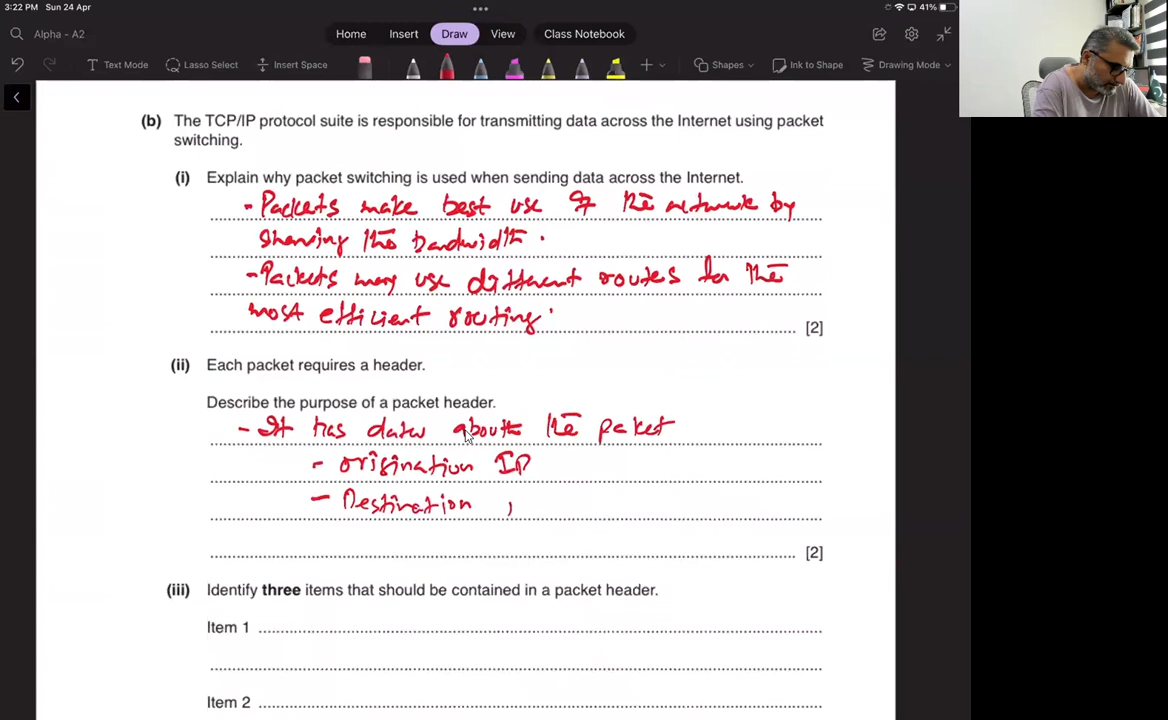 3:22 PM Sun 24 Apr
41%
Alpha - A2
Home Insert Draw View Class Notebook
Text Mode Lasso Select Insert Space Shapes Ink to Shape Drawing Mode
(b) The TCP/IP protocol suite is responsible for transmitting data across the Internet using packet
switching.
(i) Explain why packet switching is used when sending data across the Internet.
- Packets make best use of the network by
sharing the bandwidth.
- Packets may use different routes for the
most efficient routing.
[2]
(ii) Each packet requires a header.
Describe the purpose of a packet header.
- It has data about the packet
- origination IP
- Destination ,
[2]
(iii) Identify three items that should be contained in a packet header.
Item 1
Item 2